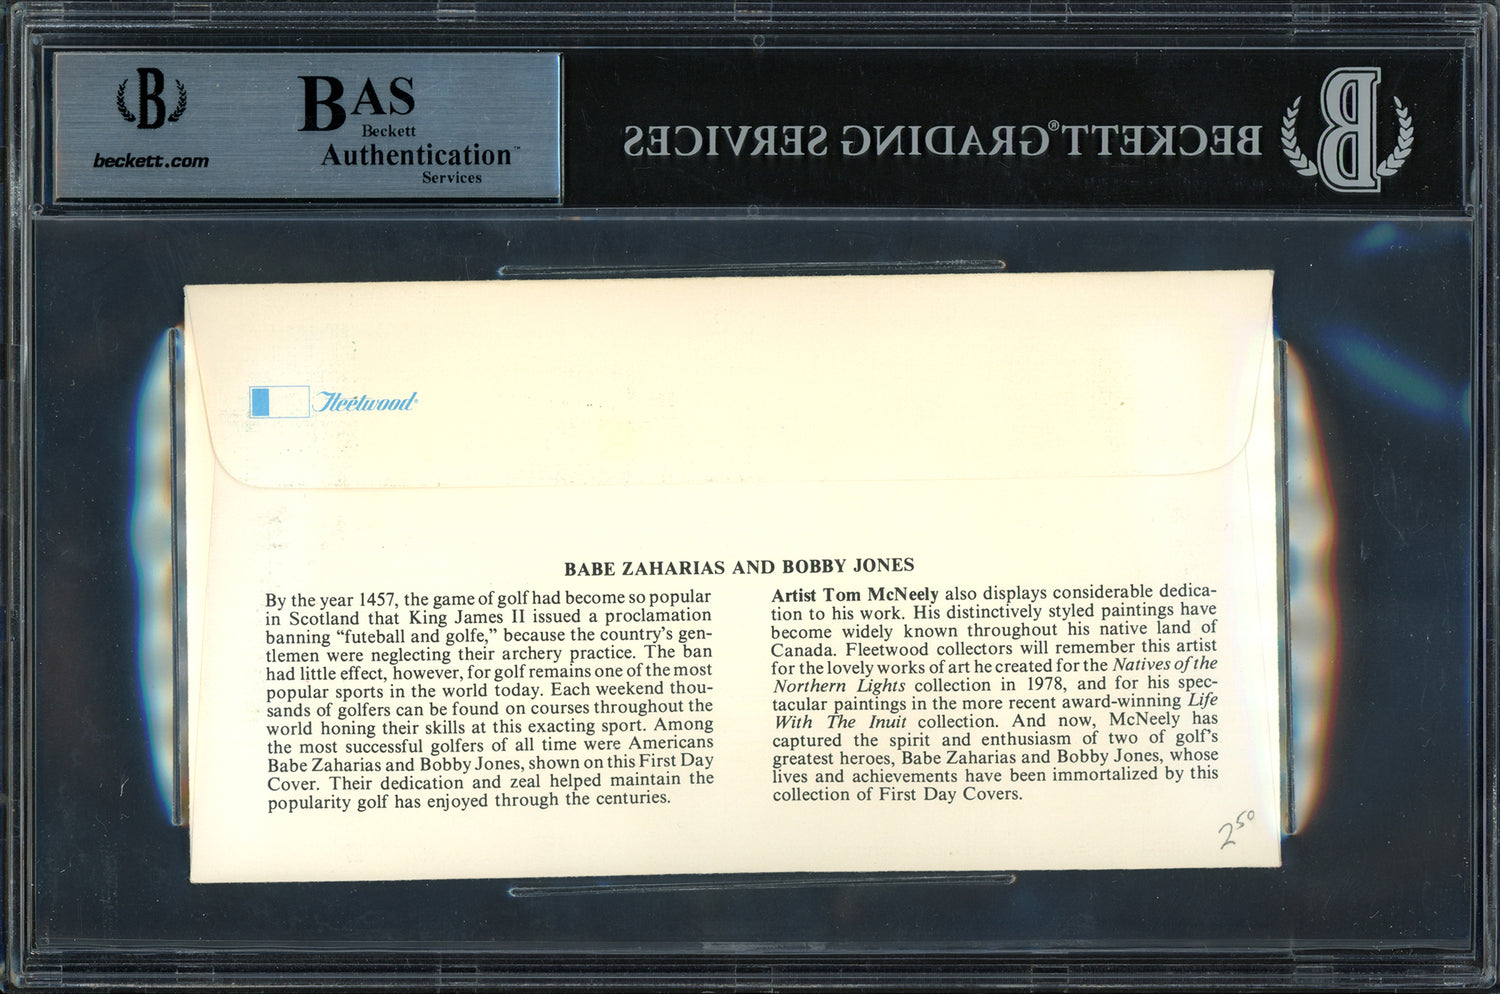 B
beckett.com
BAS
Beckett
Authentication™
Services
BECKETT® GRADING SERVICES
B
Fleetwood®
BABE ZAHARIAS AND BOBBY JONES
By the year 1457, the game of golf had become so popular
in Scotland that King James II issued a proclamation
banning “futeball and golfe,” because the country's gen-
tlemen were neglecting their archery practice. The ban
had little effect, however, for golf remains one of the most
popular sports in the world today. Each weekend thou-
sands of golfers can be found on courses throughout the
world honing their skills at this exacting sport. Among
the most successful golfers of all time were Americans
Babe Zaharias and Bobby Jones, shown on this First Day
Cover. Their dedication and zeal helped maintain the
popularity golf has enjoyed through the centuries.
Artist Tom McNeely also displays considerable dedica-
tion to his work. His distinctively styled paintings have
become widely known throughout his native land of
Canada. Fleetwood collectors will remember this artist
for the lovely works of art he created for the Natives of the
Northern Lights collection in 1978, and for his spec-
tacular paintings in the more recent award-winning Life
With The Inuit collection. And now, McNeely has
captured the spirit and enthusiasm of two of golf's
greatest heroes, Babe Zaharias and Bobby Jones, whose
lives and achievements have been immortalized by this
collection of First Day Covers.
2 50